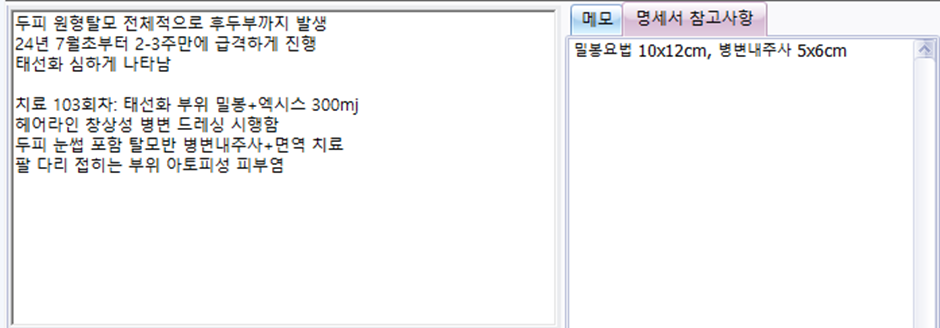 두피 원형탈모 전체적으로 후두부까지 발생
24년 7월초부터 2-3주만에 급격하게 진행
태선화 심하게 나타남
치료 103회차: 태선화 부위 밀봉+엑시스 300mj
헤어라인 창상성 병변 드레싱 시행함
두피 눈썹 포함 탈모반 병변내주사+면역 치료
팔 다리 접히는 부위 아토피성 피부염
메모
명세서 참고사항
밀봉요법 10x12cm, 병변내주사 5x6cm